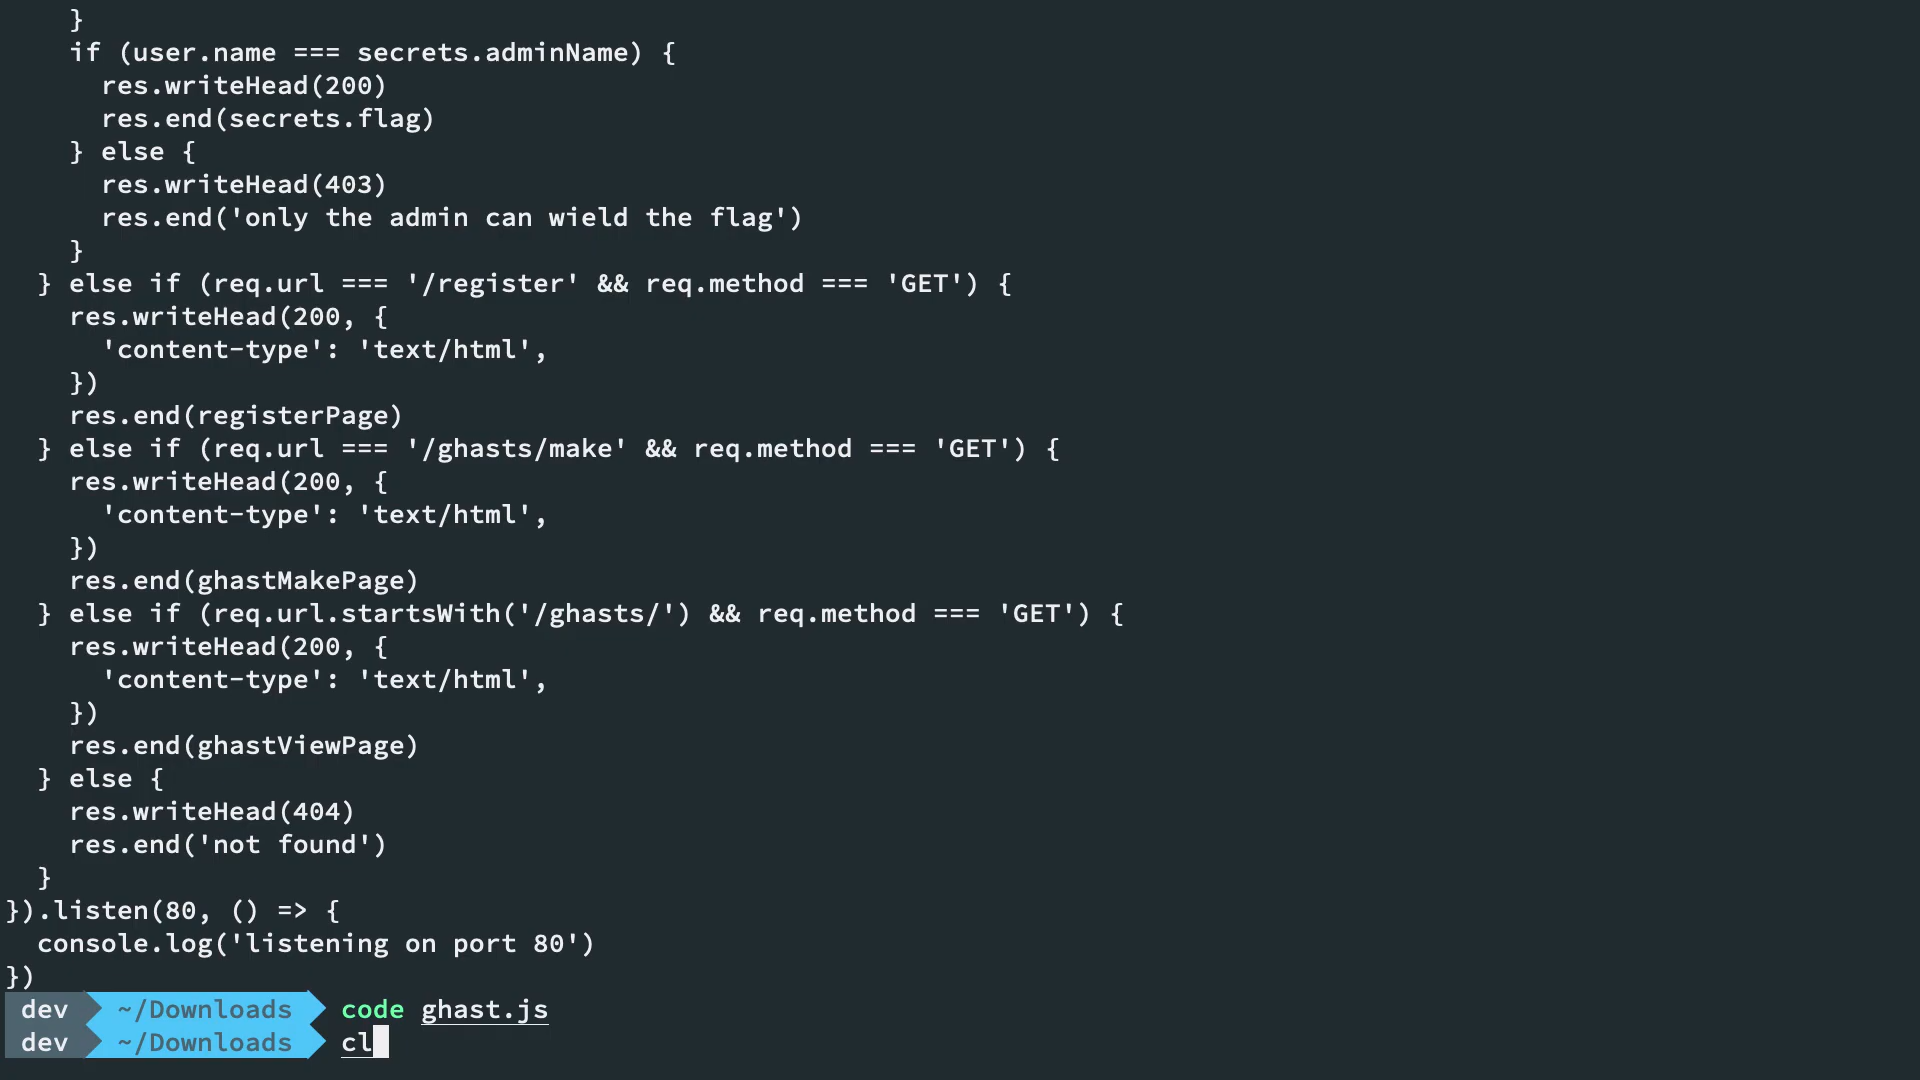 }
    if (user.name === secrets.adminName) {
      res.writeHead(200)
      res.end(secrets.flag)
    } else {
      res.writeHead(403)
      res.end('only the admin can wield the flag')
    }
  } else if (req.url === '/register' && req.method === 'GET') {
    res.writeHead(200, {
      'content-type': 'text/html',
    })
    res.end(registerPage)
  } else if (req.url === '/ghasts/make' && req.method === 'GET') {
    res.writeHead(200, {
      'content-type': 'text/html',
    })
    res.end(ghastMakePage)
  } else if (req.url.startsWith('/ghasts/') && req.method === 'GET') {
    res.writeHead(200, {
      'content-type': 'text/html',
    })
    res.end(ghastViewPage)
  } else {
    res.writeHead(404)
    res.end('not found')
  }
}).listen(80, () => {
  console.log('listening on port 80')
})
dev ~/Downloads code ghast.js
dev ~/Downloads cl